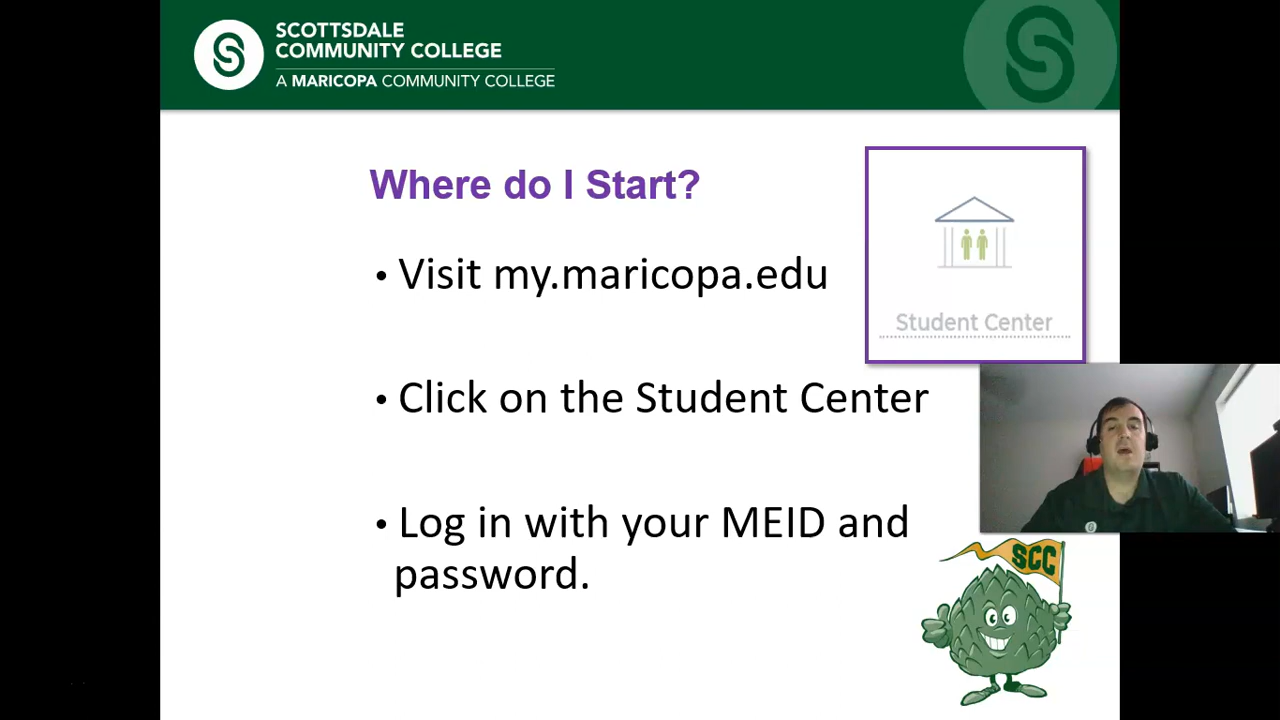 SCOTTSDALE
COMMUNITY COLLEGE
A MARICOPA COMMUNITY COLLEGE
Where do I Start?
• Visit my.maricopa.edu
Student Center
• Click on the Student Center
• Log in with your MEID and
password.
SCC